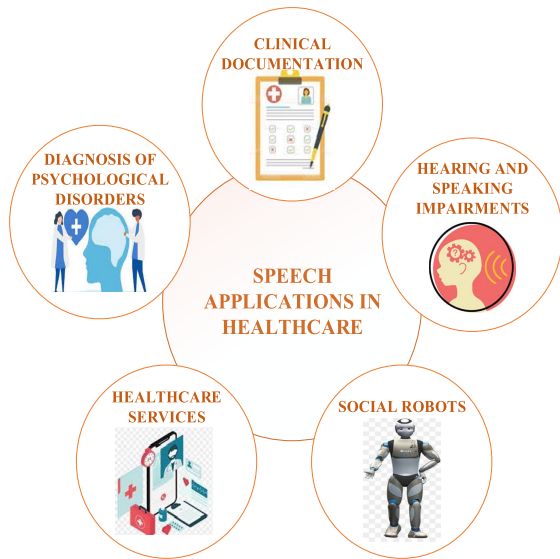 CLINICAL
DOCUMENTATION
DIAGNOSIS OF
PSYCHOLOGICAL
DISORDERS
HEARING AND
SPEAKING
IMPAIRMENTS
SPEECH
APPLICATIONS IN
HEALTHCARE
HEALTHCARE
SERVICES
SOCIAL ROBOTS